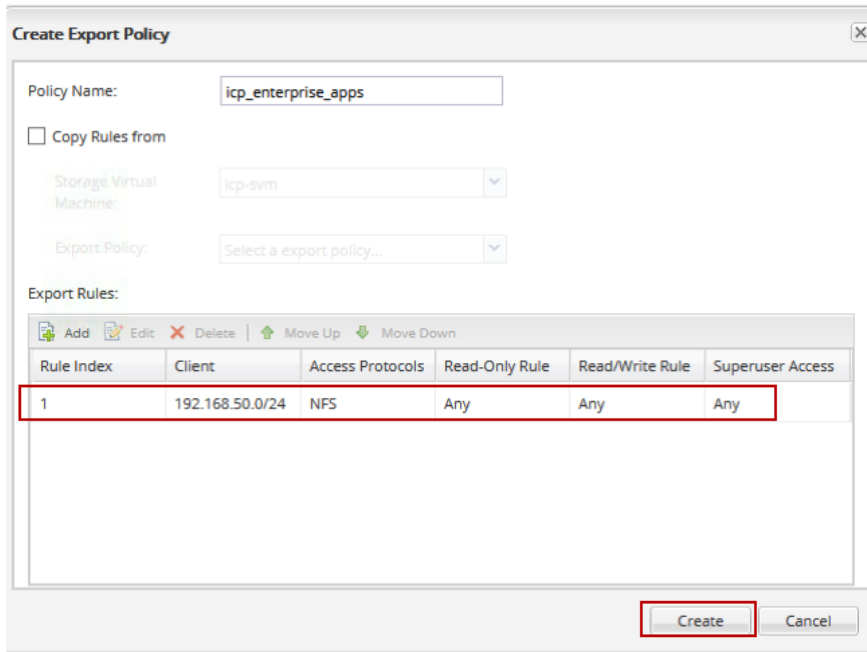 Create Export Policy
Policy Name: icp_enterprise_apps
Copy Rules from
Storage Virtual Machine: icp-svm
Export Policy: Select a export policy...
Export Rules:
Add Edit Delete | Move Up Move Down
Rule Index Client Access Protocols Read-Only Rule Read/Write Rule Superuser Access
1 192.168.50.0/24 NFS Any Any Any
Create Cancel